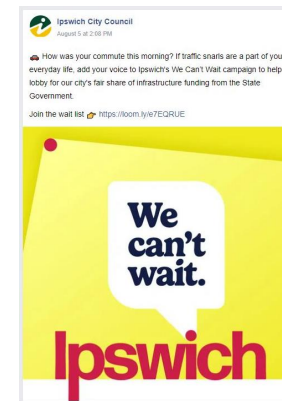 Ipswich City Council
August 5 at 2:08 PM
How was your commute this morning? If traffic snarls are a part of you
everyday life, add your voice to Ipswich's We Can't Wait campaign to help
lobby for our city's fair share of infrastructure funding from the State
Government.
Join the wait list 👉 https://loom.ly/e7EQRUE
We
can't
wait.
Ipswich